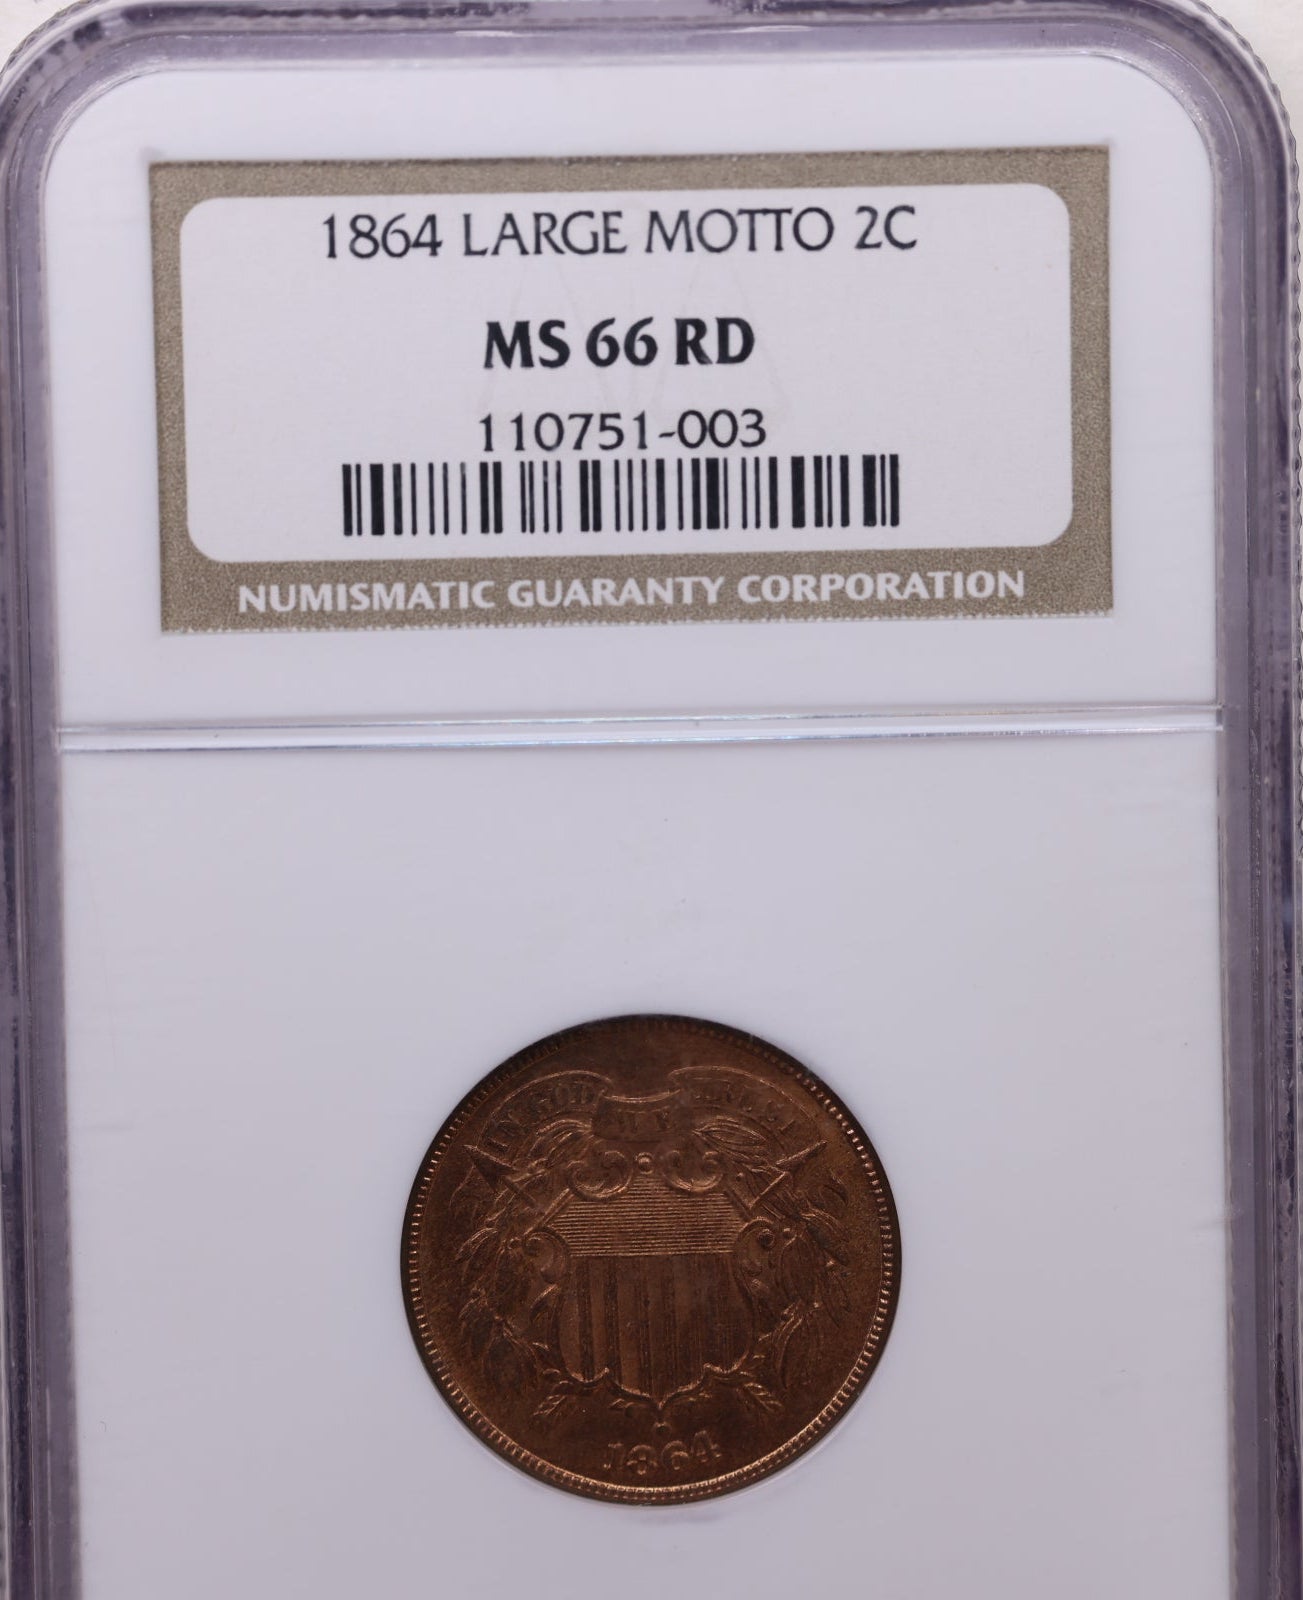 1864 LARGE MOTTO 2C
MS 66 RD
110751-003
NUMISMATIC GUARANTY CORPORATION
IN GOD WE TRUST
1864